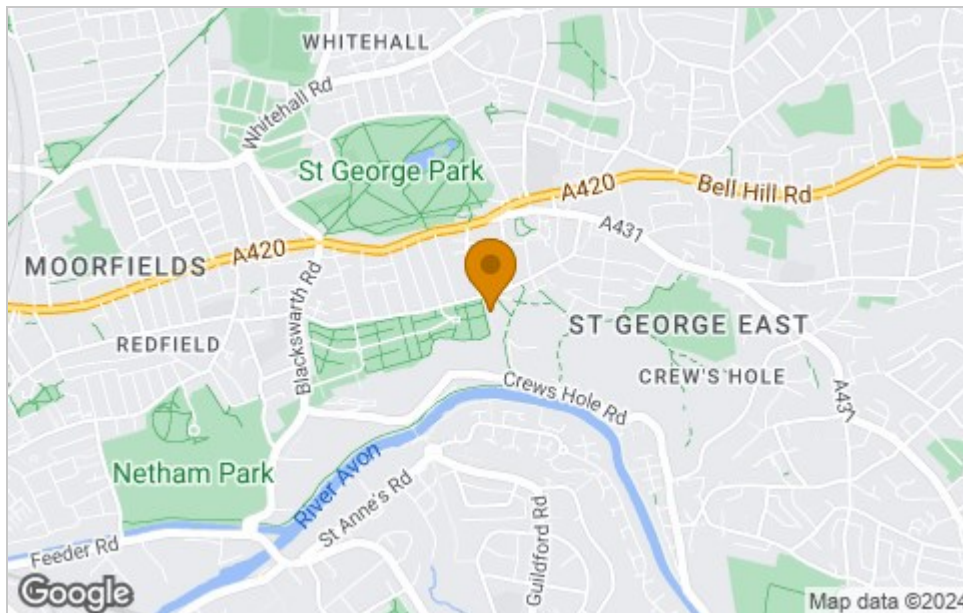 WHITEHALL
Whitehall Rd
St George Park
A420
Bell Hill Rd
A431
A420
MOORFIELDS
REDFIELD
Blackswarth Rd
ST GEORGE EAST
CREW'S HOLE
A431
Crews Hole Rd
Netham Park
River Avon
St Anne's Rd
Guildford Rd
Feeder Rd
Google
Map data ©2024